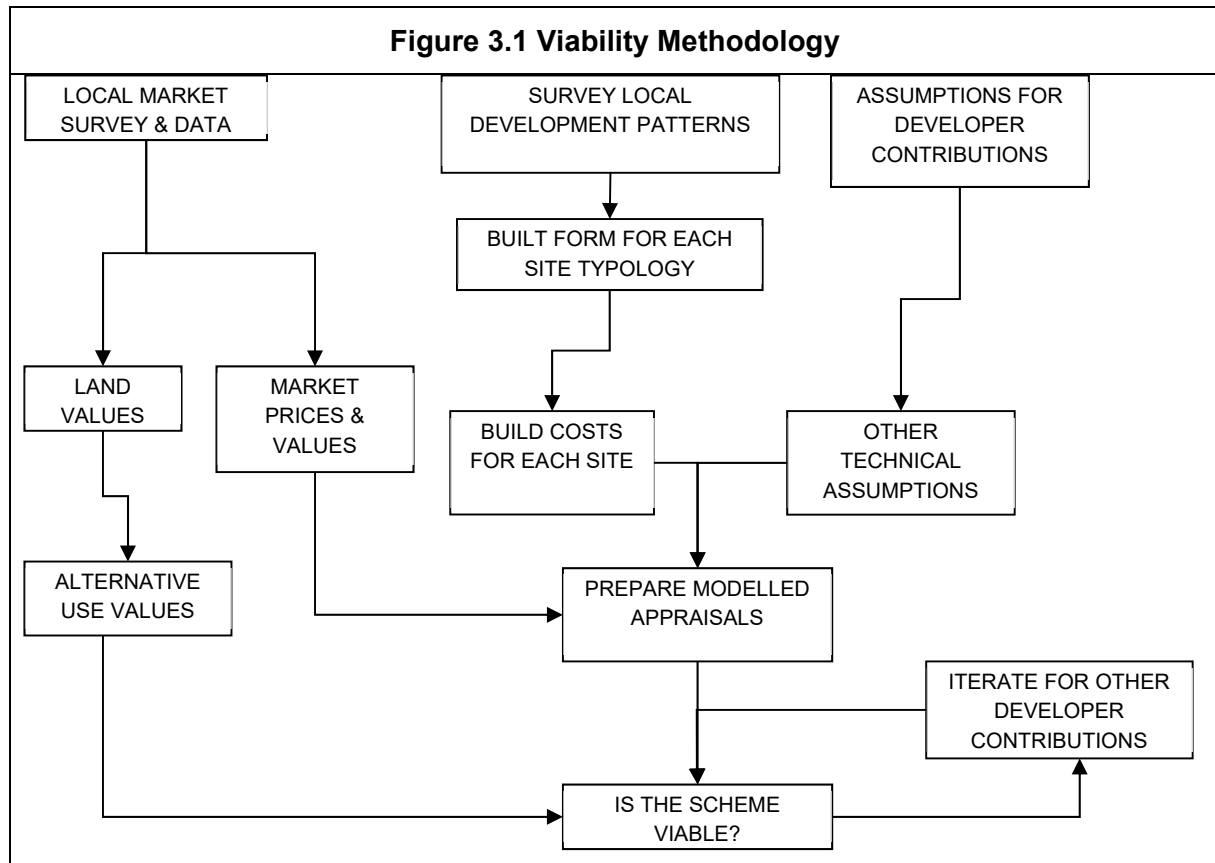 Figure 3.1 Viability Methodology
LOCAL MARKET
SURVEY & DATA
SURVEY LOCAL
DEVELOPMENT PATTERNS
ASSUMPTIONS FOR
DEVELOPER
CONTRIBUTIONS
BUILT FORM FOR EACH
SITE TYPOLOGY
LAND
VALUES
MARKET
PRICES &
VALUES
BUILD COSTS
FOR EACH SITE
OTHER
TECHNICAL
ASSUMPTIONS
ALTERNATIVE
USE VALUES
PREPARE MODELLED
APPRAISALS
ITERATE FOR OTHER
DEVELOPER
CONTRIBUTIONS
IS THE SCHEME
VIABLE?